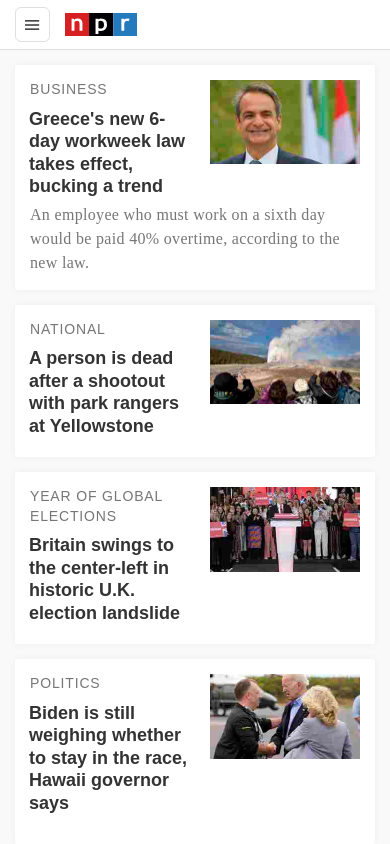 npr
BUSINESS
Greece's new 6-
day workweek law
takes effect,
bucking a trend
An employee who must work on a sixth day
would be paid 40% overtime, according to the
new law.
NATIONAL
A person is dead
after a shootout
with park rangers
at Yellowstone
YEAR OF GLOBAL
ELECTIONS
Britain swings to
the center-left in
historic U.K.
election landslide
POLITICS
Biden is still
weighing whether
to stay in the race,
Hawaii governor
says